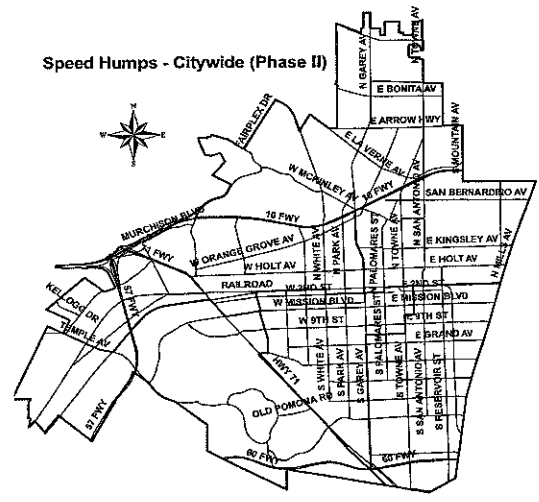 Speed Humps - Citywide (Phase II)
N
W
E
S
N GAREY AV
N TOWNE AV
E BONITA AV
E ARROW HWY
FAIRPLEX DR
E LA VERNE AV
N MOUNTAIN AV
W MCKINLEY AV
10 FWY
SAN BERNARDINO AV
MURCHISON BLVD
10 FWY
N WHITE AV
N PARK AV
N PALOMARES ST
N TOWNE AV
N SAN ANTONIO AV
W ORANGE GROVE AV
E KINGSLEY AV
57 FWY
W HOLT AV
E HOLT AV
N MILLS AV
RAILROAD
KELLOGG DR
W 2ND ST
E 2ND ST
W MISSION BLVD
E MISSION BLVD
W 9TH ST
E 9TH ST
TEMPLE AV
E GRAND AV
HWY 71
S WHITE AV
S PARK AV
S GAREY AV
S PALOMARES ST
S TOWNE AV
S SAN ANTONIO AV
S RESERVOIR ST
OLD POMONA RD
57 FWY
60 FWY
60 FWY